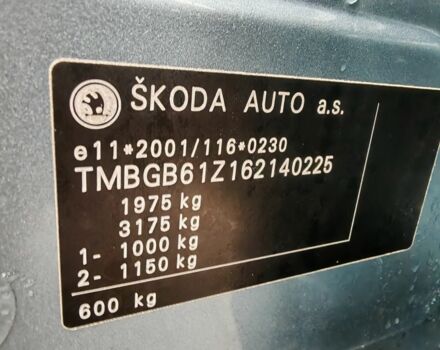 ŠKODA AUTO a.s.
e11*2001/116*0230
TMBGB61Z162140225
1975 kg
3175 kg
1- 1000 kg
2- 1150 kg
600 kg